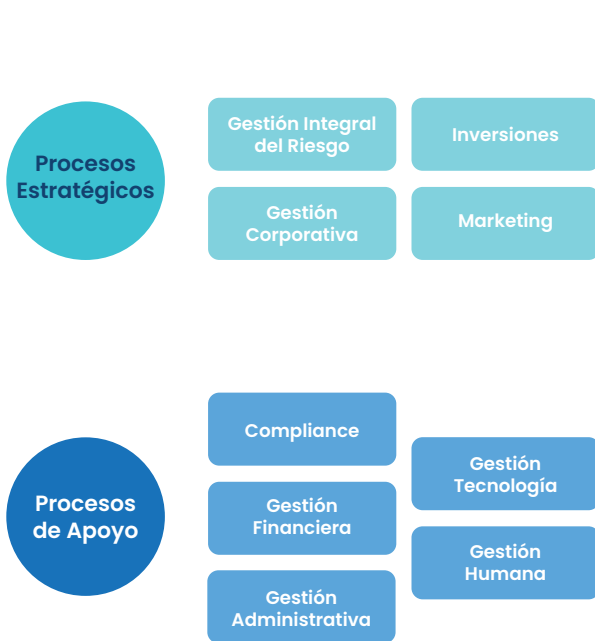 Procesos
Estratégicos
Gestión Integral
del Riesgo
Inversiones
Gestión
Corporativa
Marketing
Procesos
de Apoyo
Compliance
Gestión
Financiera
Gestión
Administrativa
Gestión
Tecnología
Gestión
Humana